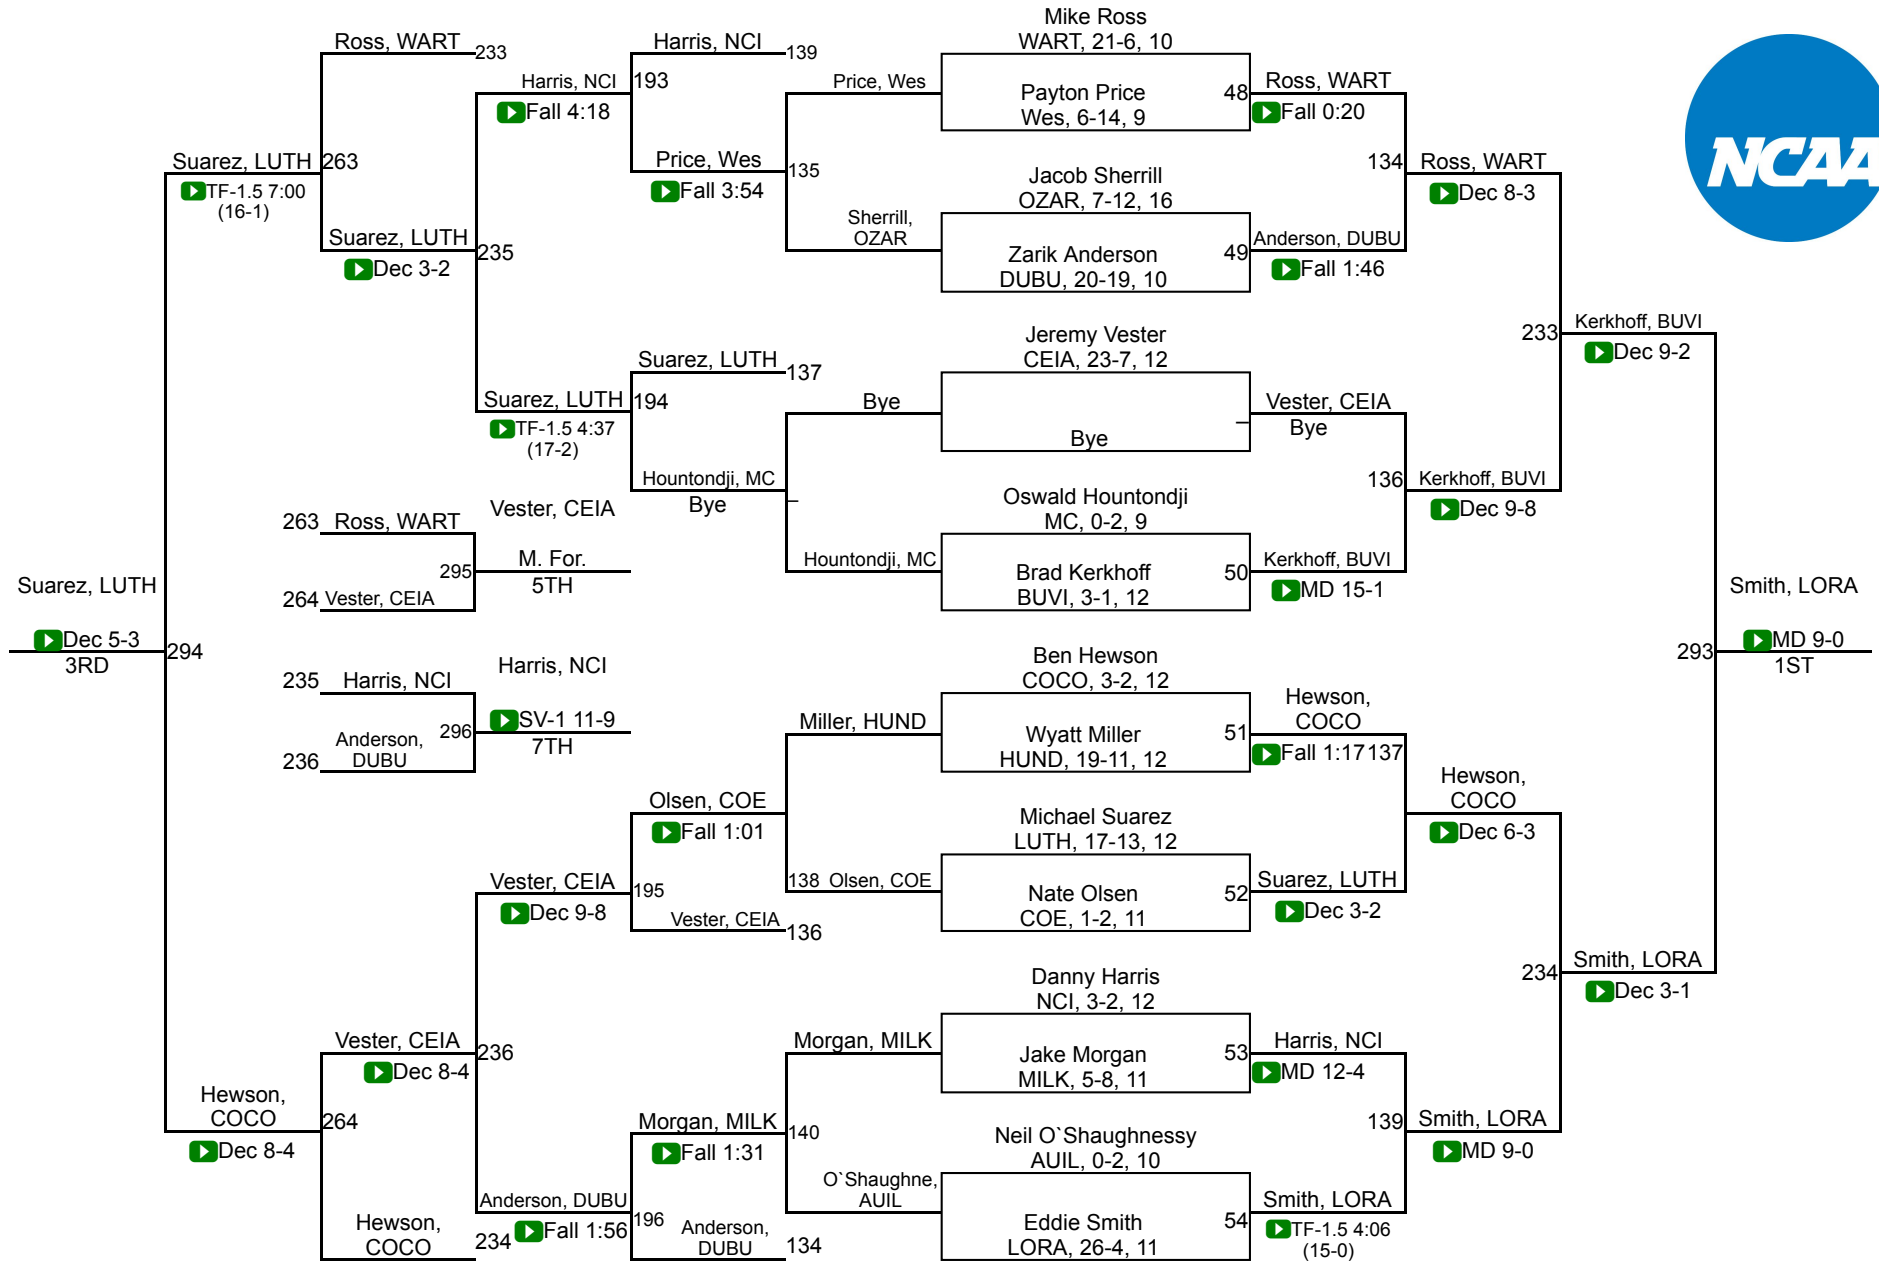 Mike Ross
WART, 21-6, 10
Ross, WART
233
Harris, NCI
139
Harris, NCI
193
Fall 4:18
Price, Wes
Payton Price
Wes, 6-14, 9
48
Ross, WART
Fall 0:20
NCAA
Suarez, LUTH
263
TF-1.5 7:00
(16-1)
Price, Wes
135
Fall 3:54
Jacob Sherrill
OZAR, 7-12, 16
134
Ross, WART
Dec 8-3
Suarez, LUTH
235
Dec 3-2
Sherrill,
OZAR
Zarik Anderson
DUBU, 20-19, 10
49
Anderson, DUBU
Fall 1:46
Jeremy Vester
CEIA, 23-7, 12
233
Kerkhoff, BUVI
Dec 9-2
Suarez, LUTH
137
Suarez, LUTH
194
TF-1.5 4:37
(17-2)
Bye
Bye
–
Vester, CEIA
Bye
Hountondji, MC
Bye
–
Oswald Hountondji
MC, 0-2, 9
136
Kerkhoff, BUVI
Dec 9-8
Vester, CEIA
263
Ross, WART
295
M. For.
5TH
264
Vester, CEIA
Hountondji, MC
Brad Kerkhoff
BUVI, 3-1, 12
50
Kerkhoff, BUVI
MD 15-1
Suarez, LUTH
Dec 5-3
3RD
294
Smith, LORA
293
MD 9-0
1ST
Harris, NCI
235
Harris, NCI
296
SV-1 11-9
7TH
236
Anderson,
DUBU
Ben Hewson
COCO, 3-2, 12
Miller, HUND
Wyatt Miller
HUND, 19-11, 12
51
Hewson,
COCO
Fall 1:17
137
Hewson,
COCO
Dec 6-3
Olsen, COE
Fall 1:01
Michael Suarez
LUTH, 17-13, 12
Vester, CEIA
195
Dec 9-8
138
Olsen, COE
Nate Olsen
COE, 1-2, 11
52
Suarez, LUTH
Dec 3-2
Vester, CEIA
136
234
Smith, LORA
Dec 3-1
Danny Harris
NCI, 3-2, 12
Vester, CEIA
236
Dec 8-4
Morgan, MILK
Jake Morgan
MILK, 5-8, 11
53
Harris, NCI
MD 12-4
Hewson,
COCO
264
Dec 8-4
Morgan, MILK
140
Fall 1:31
Neil O`Shaughnessy
AUIL, 0-2, 10
139
Smith, LORA
MD 9-0
Anderson, DUBU
196
Fall 1:56
O`Shaughne,
AUIL
Eddie Smith
LORA, 26-4, 11
54
Smith, LORA
TF-1.5 4:06
(15-0)
Hewson,
COCO
234
Anderson,
DUBU
134